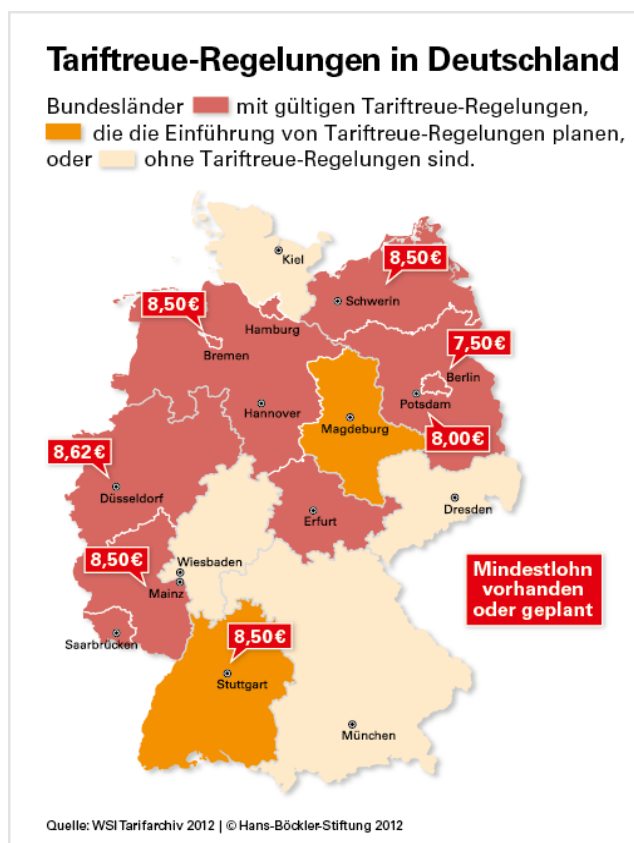 Tariftreue-Regelungen in Deutschland
Bundesländer mit gültigen Tariftreue-Regelungen,
die die Einführung von Tariftreue-Regelungen planen,
oder ohne Tariftreue-Regelungen sind.
Kiel
8,50 €
Schwerin
8,50 €
Hamburg
Bremen
7,50 €
Berlin
Hannover
Potsdam
Magdeburg
8,00 €
8,62 €
Düsseldorf
Erfurt
Dresden
8,50 €
Wiesbaden
Mainz
Mindestlohn
vorhanden
oder geplant
Saarbrücken
8,50 €
Stuttgart
München
Quelle: WSI Tarifarchiv 2012 | © Hans-Böckler-Stiftung 2012